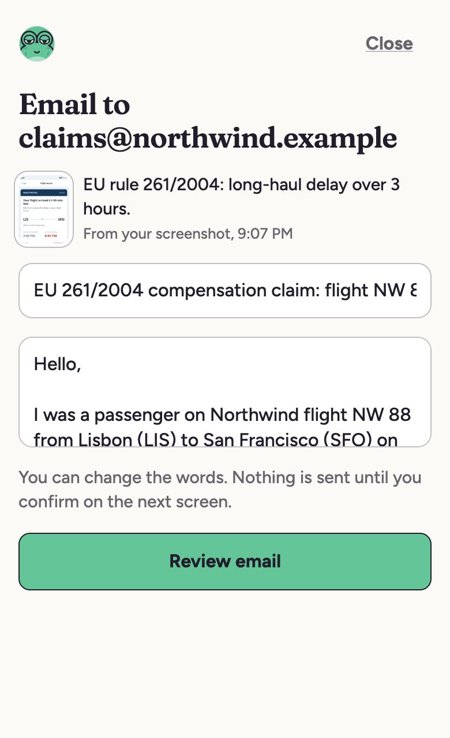 Close
Email to
claims@northwind.example
EU rule 261/2004: long-haul delay over 3
hours.
From your screenshot, 9:07 PM
EU 261/2004 compensation claim: flight NW
Hello,
I was a passenger on Northwind flight NW 88
from Lisbon (LIS) to San Francisco (SFO) on
You can change the words. Nothing is sent until you
confirm on the next screen.
Review email